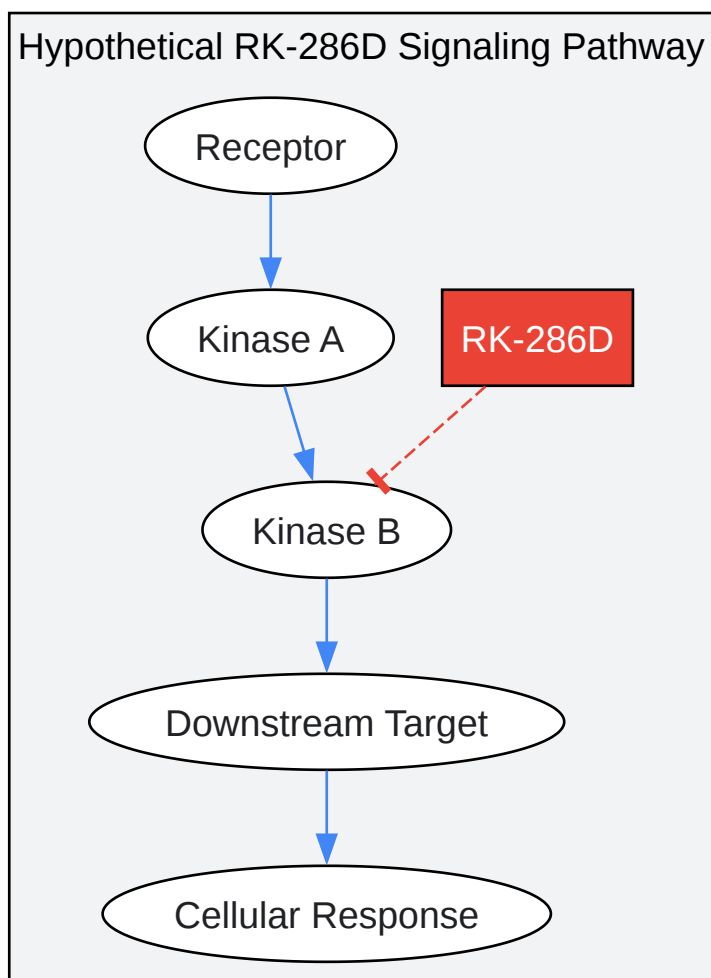 Hypothetical RK-286D Signaling Pathway
Receptor
Kinase A
RK-286D
Kinase B
Downstream Target
Cellular Response